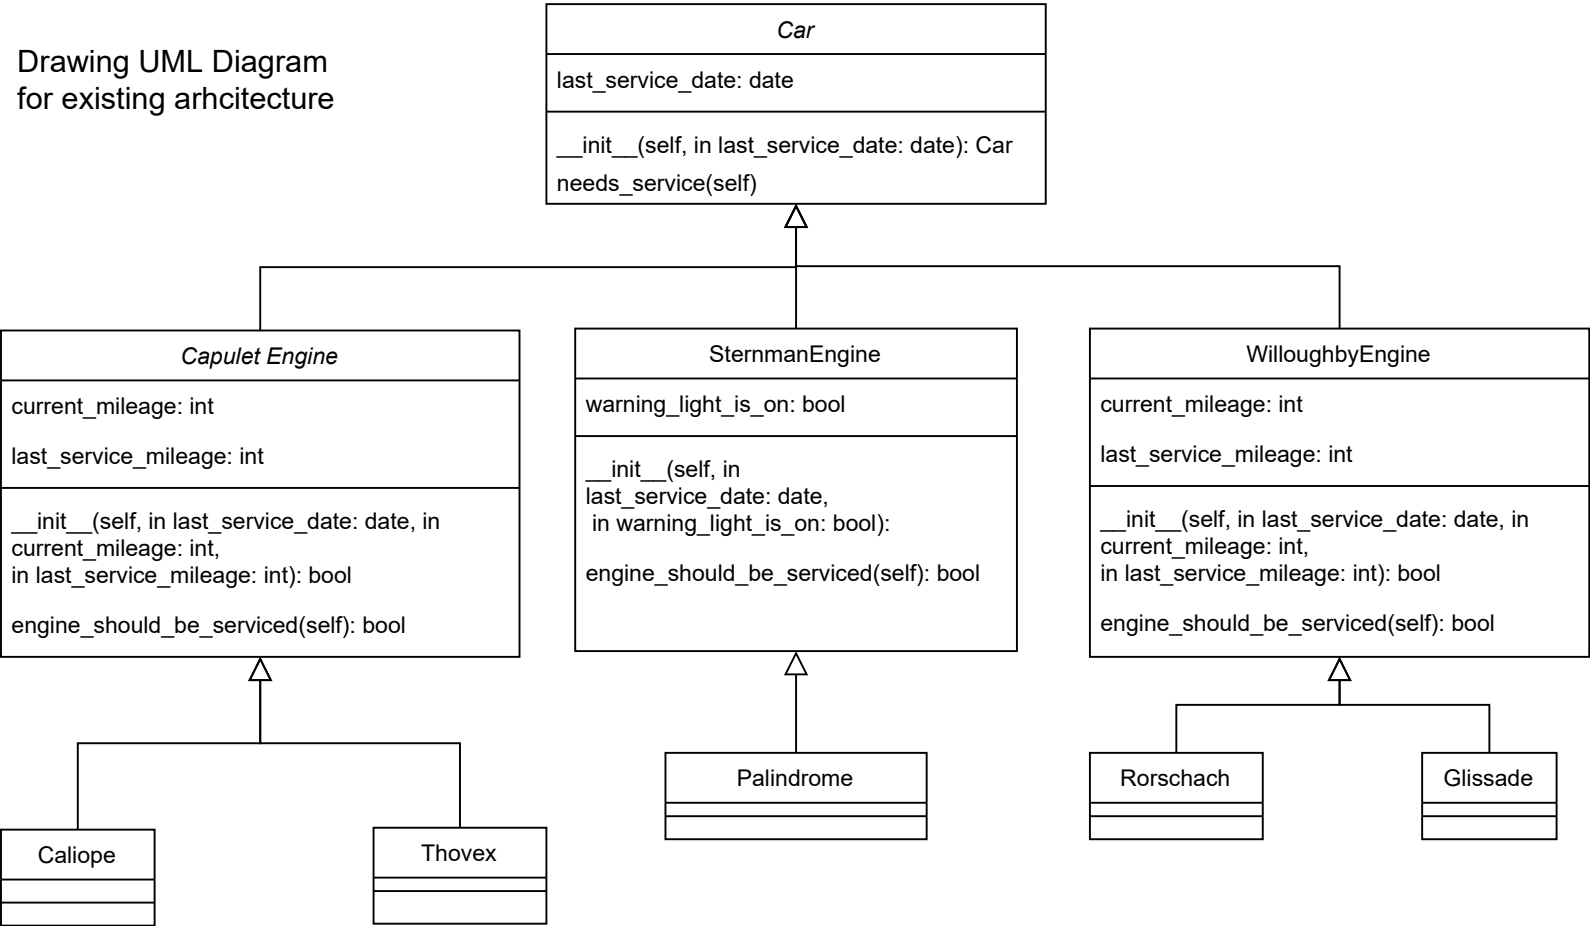 Drawing UML Diagram
for existing arhcitecture
Car
last_service_date: date
__init__(self, in last_service_date: date): Car
needs_service(self)
Capulet Engine
current_mileage: int
last_service_mileage: int
__init__(self, in last_service_date: date, in
current_mileage: int,
in last_service_mileage: int): bool
engine_should_be_serviced(self): bool
SternmanEngine
warning_light_is_on: bool
__init__(self, in
last_service_date: date,
in warning_light_is_on: bool):
engine_should_be_serviced(self): bool
WilloughbyEngine
current_mileage: int
last_service_mileage: int
__init__(self, in last_service_date: date, in
current_mileage: int,
in last_service_mileage: int): bool
engine_should_be_serviced(self): bool
Caliope
Thovex
Palindrome
Rorschach
Glissade